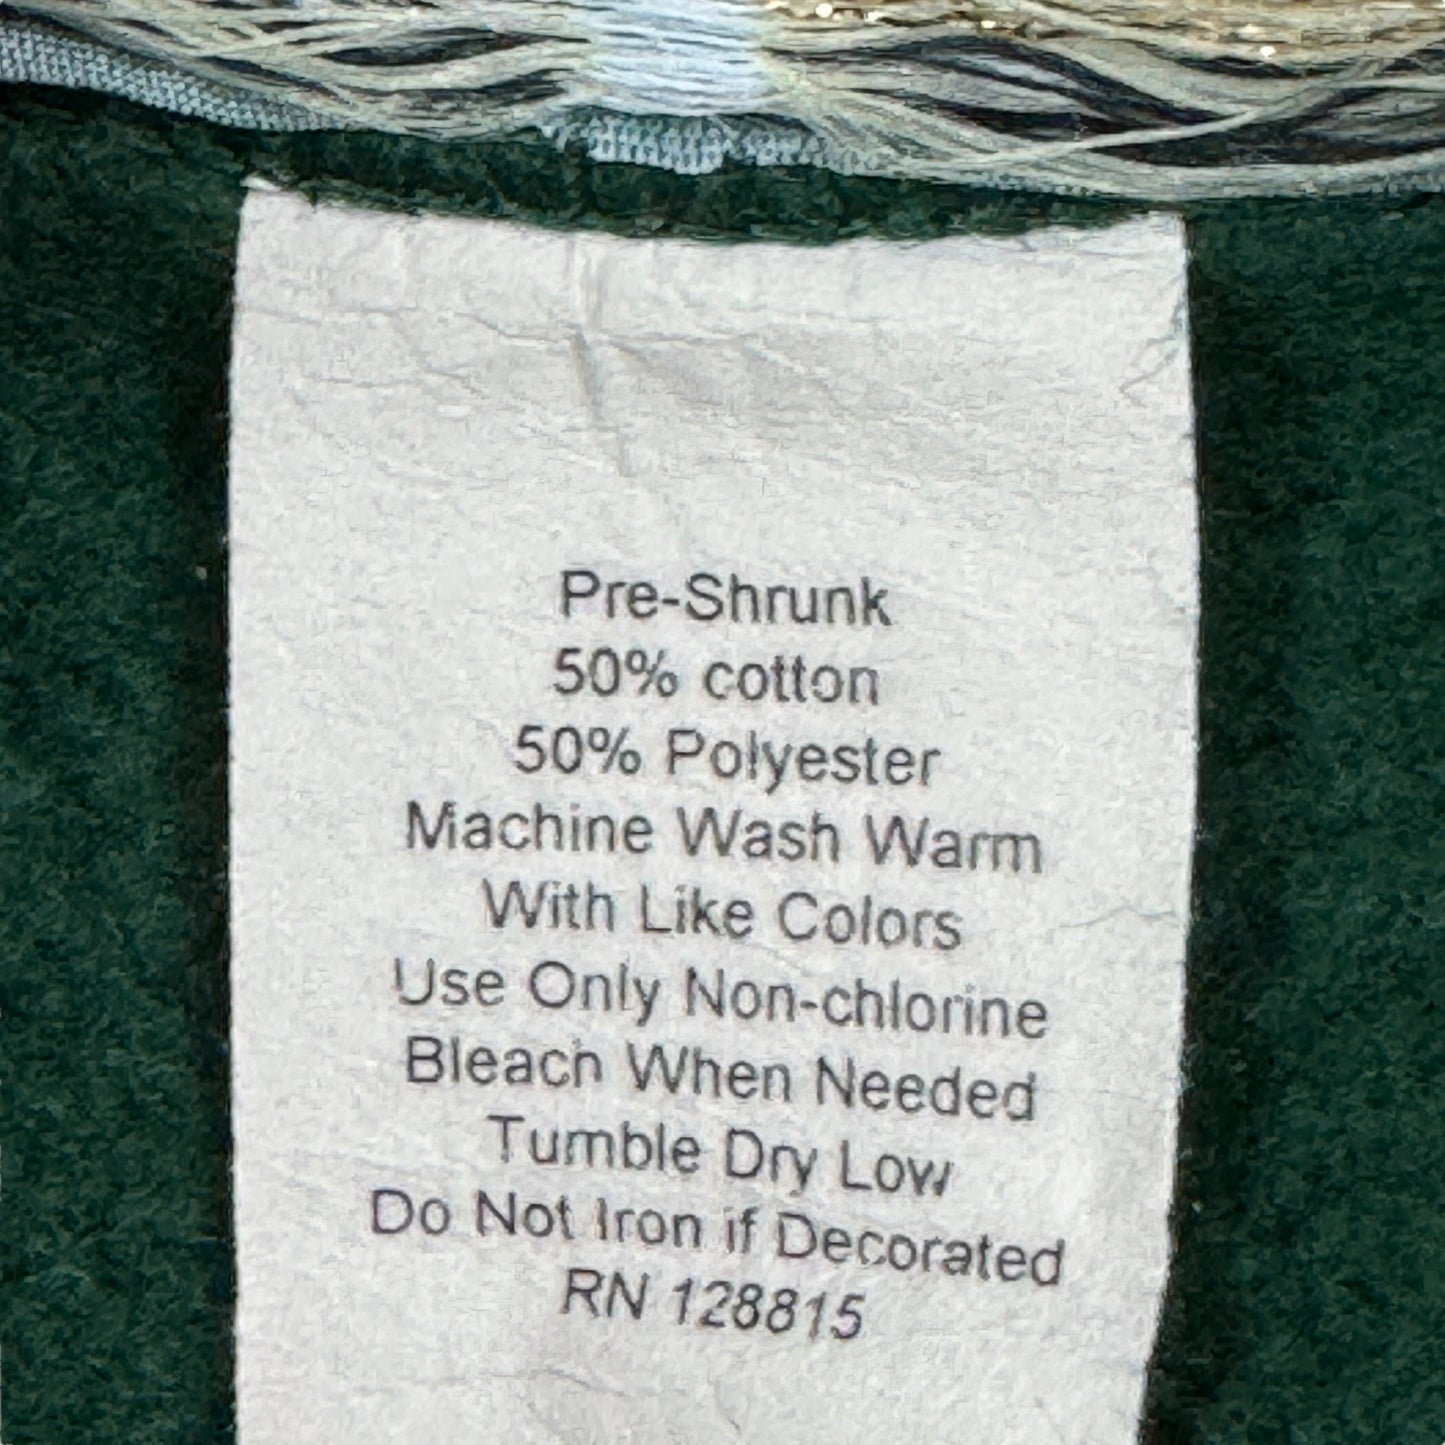 Pre-Shrunk
50% cotton
50% Polyester
Machine Wash Warm
With Like Colors
Use Only Non-chlorine
Bleach When Needed
Tumble Dry Low
Do Not Iron if Decorated
RN 128815